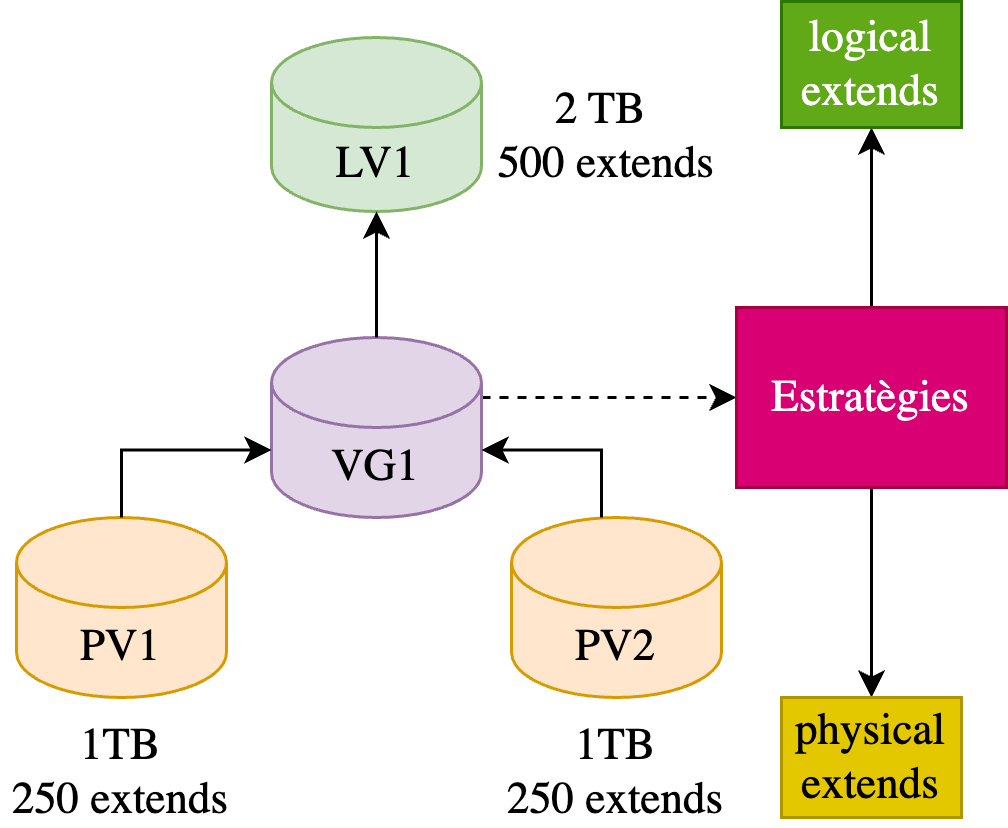 logical
extends
2 TB
500 extends
LV1
Estratègies
VG1
PV1
PV2
physical
extends
1TB
250 extends
1TB
250 extends